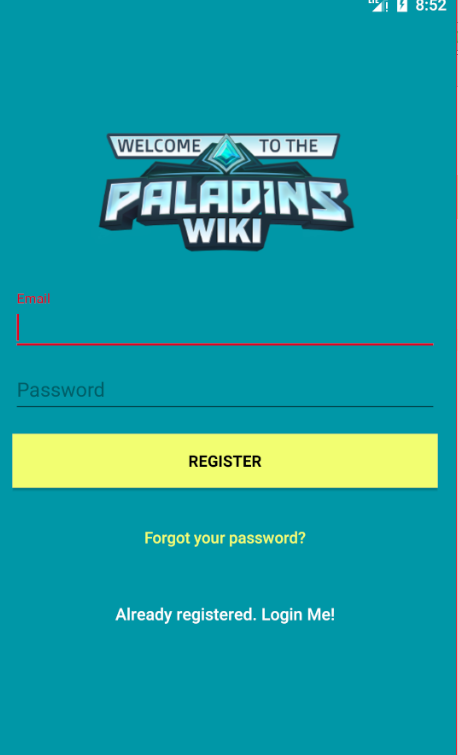 8:52
WELCOME TO THE
PALADINS
WIKI
Email
Password
REGISTER
Forgot your password?
Already registered. Login Me!